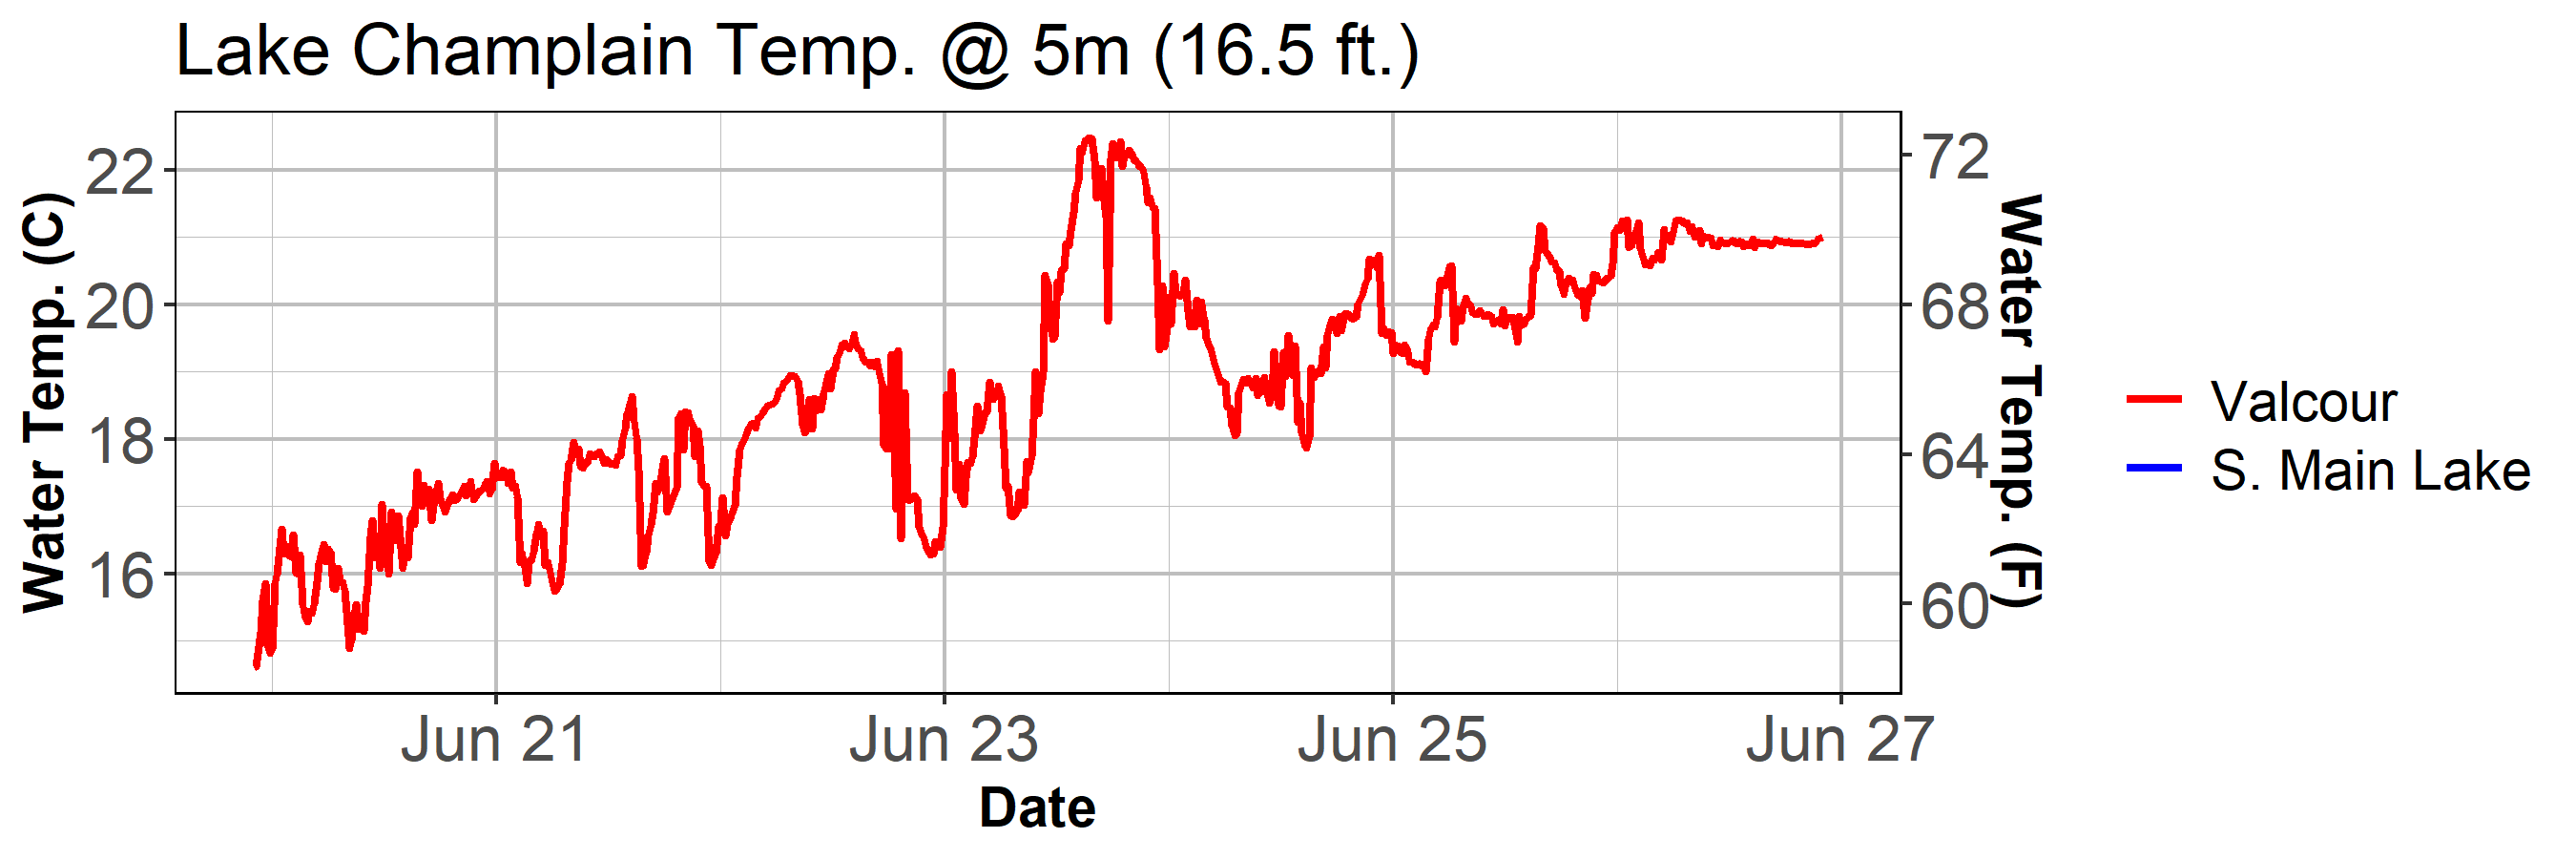 Lake Champlain Temp. @ 5m (16.5 ft.)
Water Temp. (C)
22
20
18
16
72
68
64
60
Water Temp. (F)
Jun 21
Jun 23
Jun 25
Jun 27
Date
Valcour
S. Main Lake